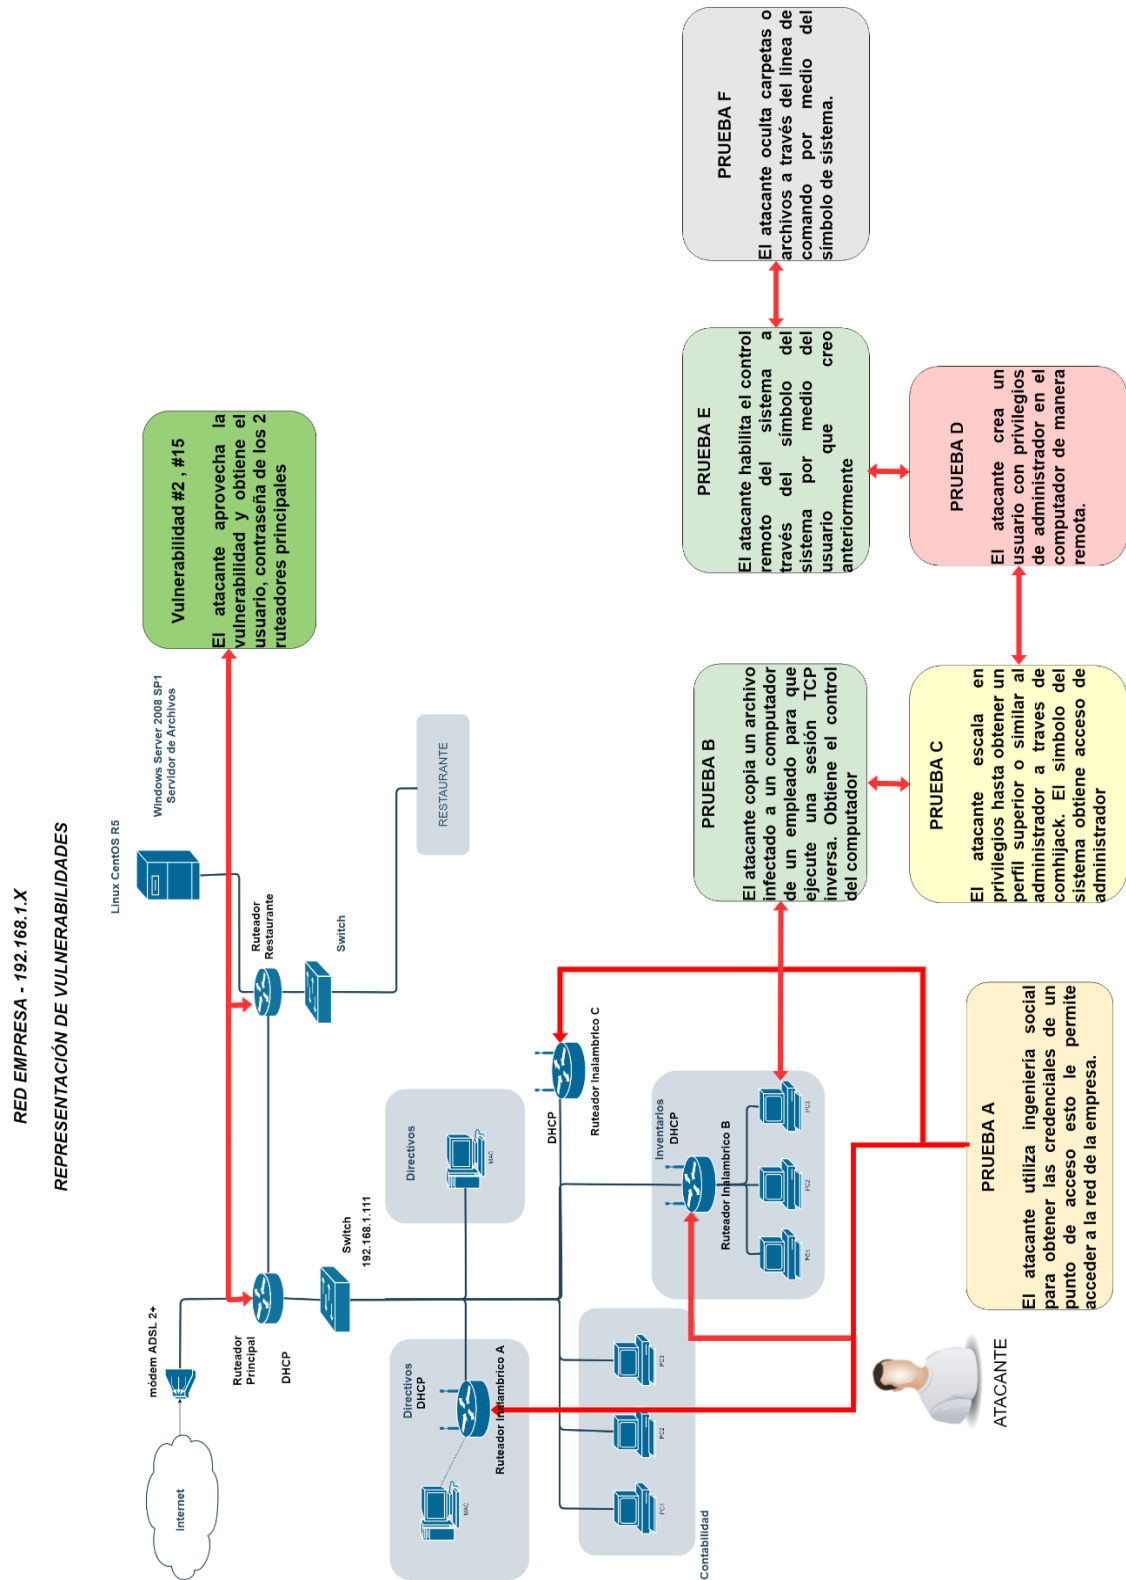 RED EMPRESA - 192.168.1.X
REPRESENTACIÓN DE VULNERABILIDADES
Internet
módem ADSL 2+
Ruteador
Principal
DHCP
Switch
192.168.1.111
Linux CentOS R5
Windows Server 2008 SP1
Servidor de Archivos
Ruteador
Restaurante
Switch
RESTAURANTE
Vulnerabilidad #2 , #15
El atacante aprovecha la
vulnerabilidad y obtiene el
usuario, contraseña de los 2
ruteadores principales
Directivos
DHCP
Ruteador Inalambrico A
MAC
Directivos
MAC
DHCP
Ruteador Inalambrico C
Contabilidad
PC1
PC2
PC3
Inventarios
DHCP
Ruteador Inalambrico B
PC1
PC2
PC3
ATACANTE
PRUEBA A
El atacante utiliza ingeniería social
para obtener las credenciales de un
punto de acceso esto le permite
acceder a la red de la empresa.
PRUEBA B
El atacante copia un archivo
infectado a un computador
de un empleado para que
ejecute una sesión TCP
inversa. Obtiene el control
del computador
PRUEBA C
El atacante escala en
privilegios hasta obtener un
perfil superior o similar al
administrador a traves de
comhijack. El simbolo del
sistema obtiene acceso de
administrador
PRUEBA D
El atacante crea un
usuario con privilegios
de administrador en el
computador de manera
remota.
PRUEBA E
El atacante habilita el control
remoto del sistema a
través del símbolo del
sistema por medio del
usuario que creo
anteriormente
PRUEBA F
El atacante oculta carpetas o
archivos a través del linea de
comando por medio del
símbolo de sistema.